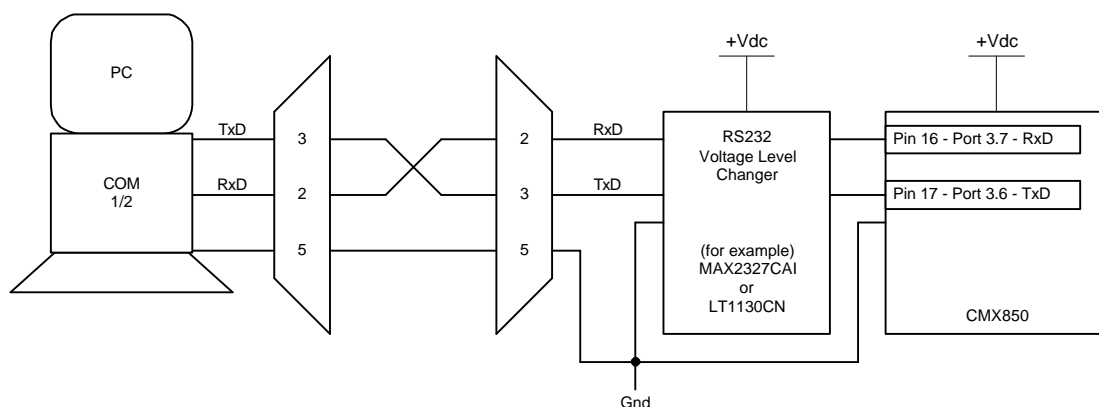 +Vdc
+Vdc
PC
TxD
3
2
RxD
RS232
Voltage Level
Changer
Pin 16 - Port 3.7 - RxD
COM
1/2
RxD
2
3
TxD
Pin 17 - Port 3.6 - TxD
5
5
(for example)
MAX2327CAI
or
LT1130CN
CMX850
Gnd